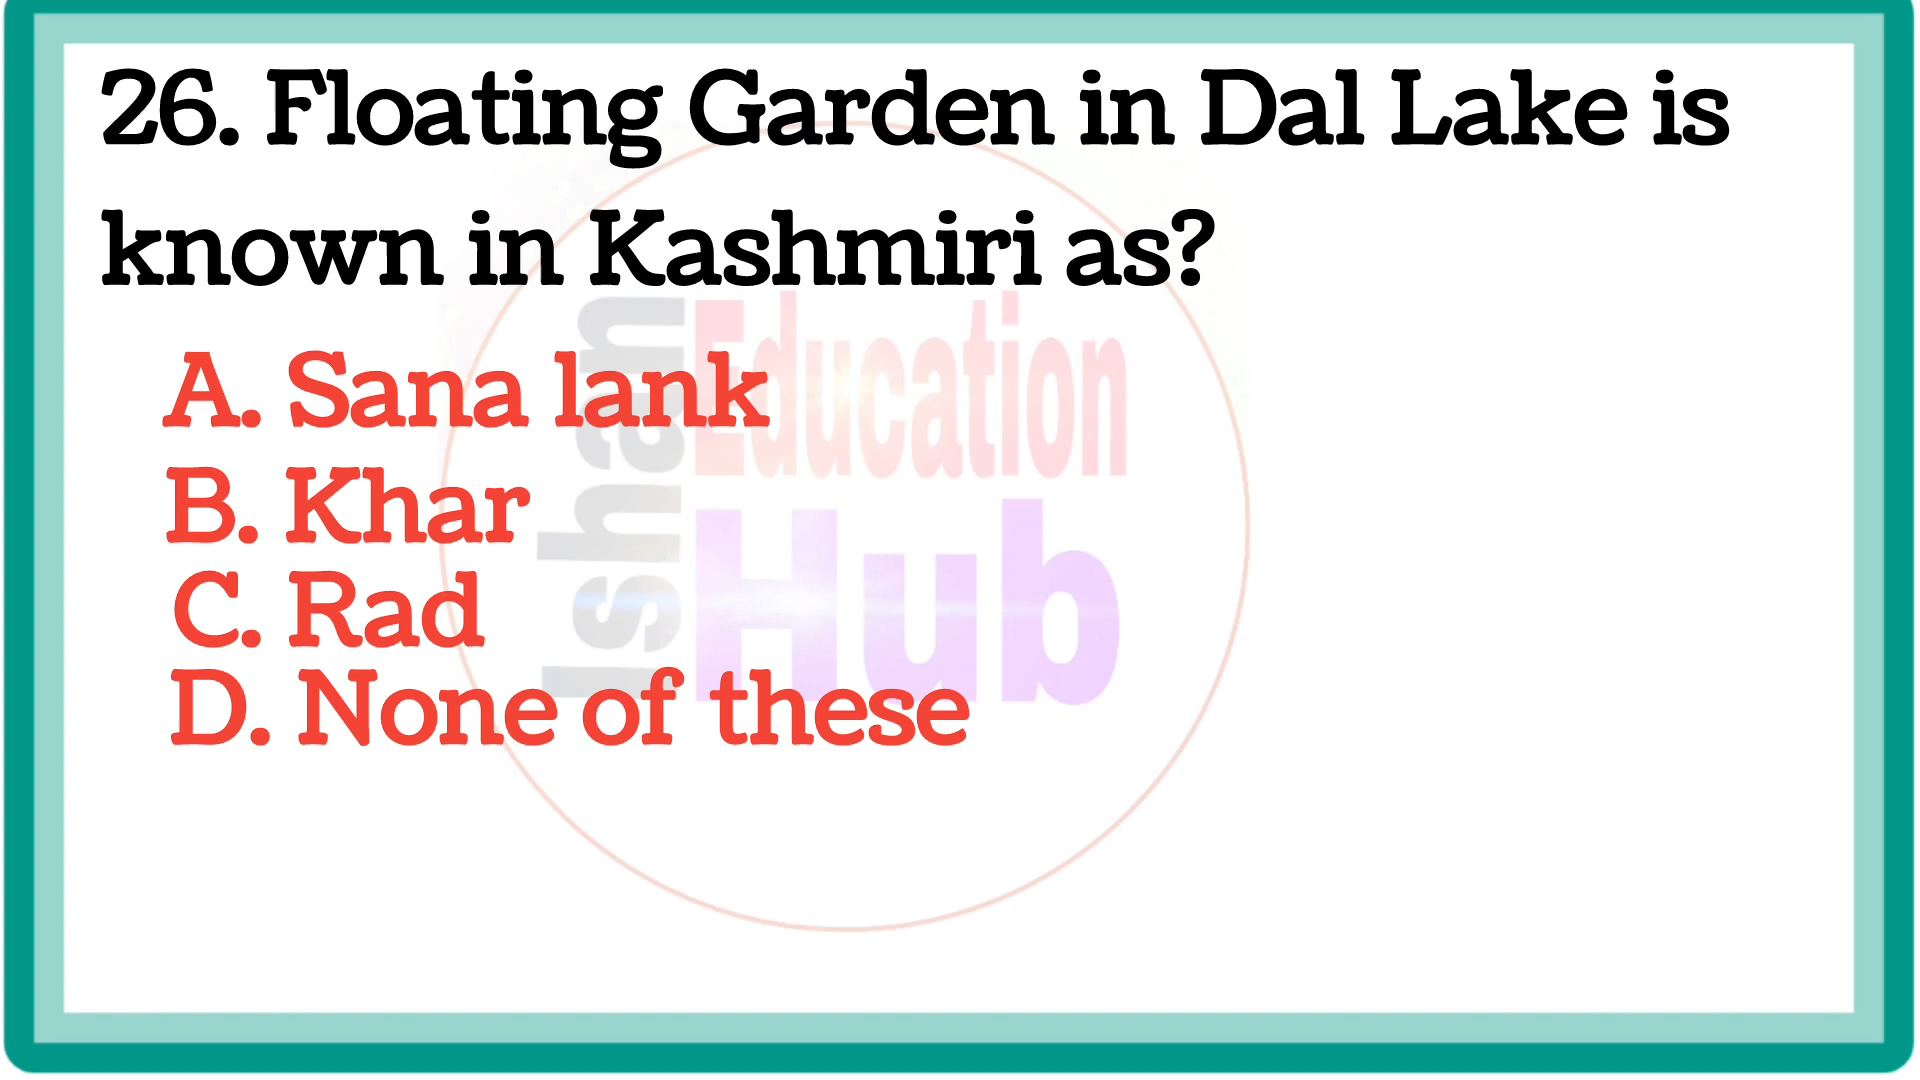 26. Floating Garden in Dal Lake is
known in Kashmiri as?
A. Sana lank
B. Khar
C. Rad
D. None of these
Ishan
Education
Hub